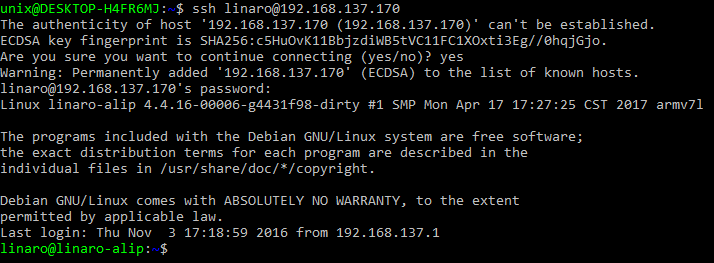 unix@DESKTOP-H4FR6MJ:~$ ssh linaro@192.168.137.170
The authenticity of host '192.168.137.170 (192.168.137.170)' can't be established.
ECDSA key fingerprint is SHA256:c5HuOvK11BbjzdiWB5tVC11FC1XOxti3Eg//0hqjGjo.
Are you sure you want to continue connecting (yes/no)? yes
Warning: Permanently added '192.168.137.170' (ECDSA) to the list of known hosts.
linaro@192.168.137.170's password:
Linux linaro-alip 4.4.16-00006-g4431f98-dirty #1 SMP Mon Apr 17 17:27:25 CST 2017 armv7l
The programs included with the Debian GNU/Linux system are free software;
the exact distribution terms for each program are described in the
individual files in /usr/share/doc/*/copyright.
Debian GNU/Linux comes with ABSOLUTELY NO WARRANTY, to the extent
permitted by applicable law.
Last login: Thu Nov  3 17:18:59 2016 from 192.168.137.1
linaro@linaro-alip:~$